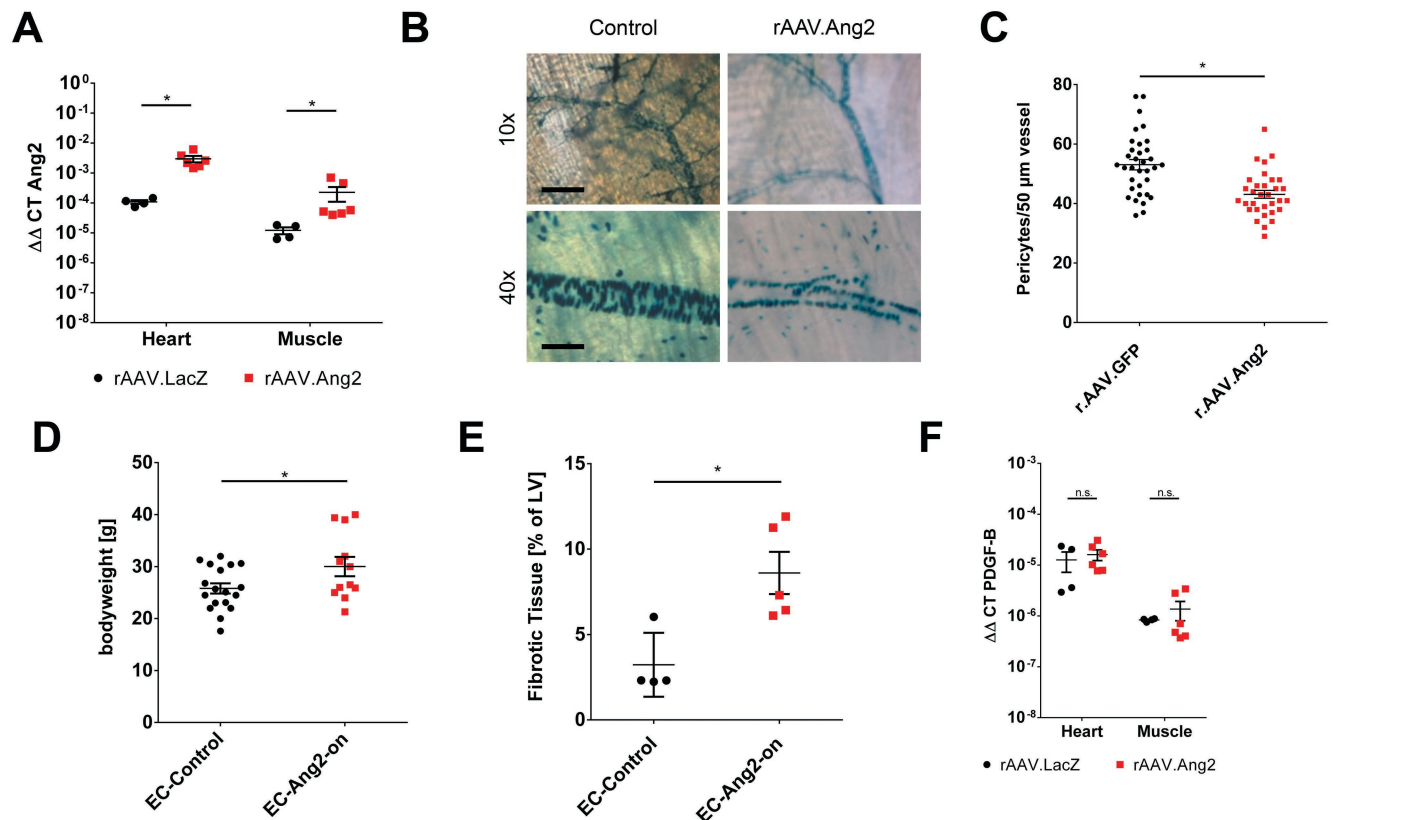 A
ΔΔ CT Ang2
10^0
10^-1
10^-2
10^-3
10^-4
10^-5
10^-6
10^-7
10^-8
*
*
Heart Muscle
rAAV.LacZ rAAV.Ang2
B
Control rAAV.Ang2
10x
40x
C
Pericytes/50 μm vessel
80
60
40
20
0
*
r.AAV.GFP r.AAV.Ang2
D
bodyweight [g]
50
40
30
20
10
0
*
EC-Control EC-Ang2-on
E
Fibrotic Tissue [% of LV]
15
10
5
0
*
EC-Control EC-Ang2-on
F
ΔΔ CT PDGF-B
10^-3
10^-4
10^-5
10^-6
10^-7
10^-8
n.s. n.s.
Heart Muscle
rAAV.LacZ rAAV.Ang2